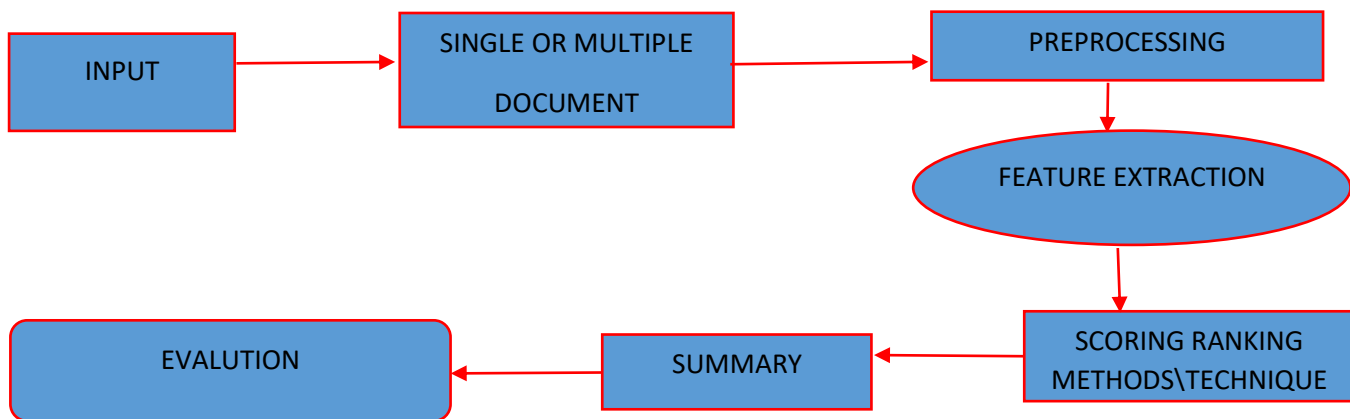 INPUT
SINGLE OR MULTIPLE
DOCUMENT
PREPROCESSING
FEATURE EXTRACTION
SCORING RANKING
METHODS\TECHNIQUE
SUMMARY
EVALUTION